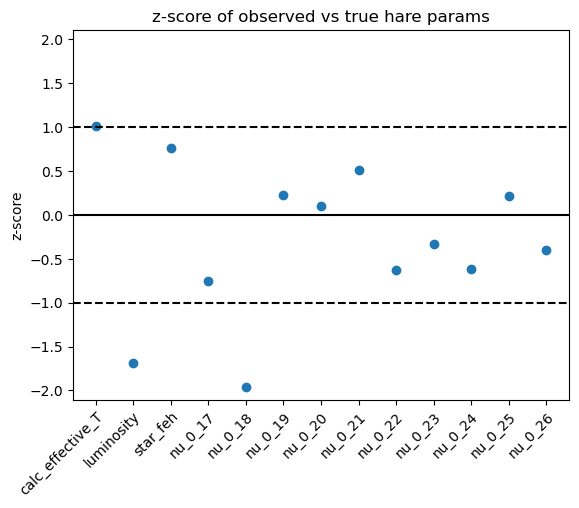 z-score of observed vs true hare params
2.0
1.5
1.0
0.5
0.0
−0.5
−1.0
−1.5
−2.0
z-score
calc_effective_T
luminosity
star_feh
nu_0_17
nu_0_18
nu_0_19
nu_0_20
nu_0_21
nu_0_22
nu_0_23
nu_0_24
nu_0_25
nu_0_26